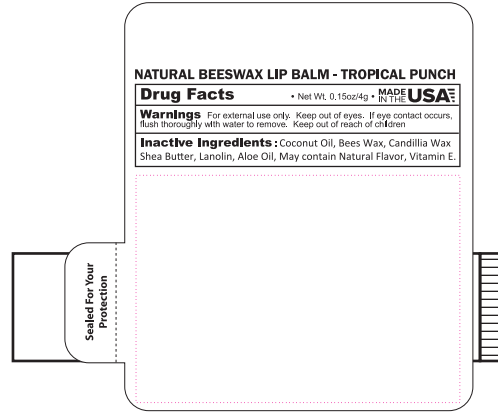 NATURAL BEESWAX LIP BALM - TROPICAL PUNCH
Drug Facts • Net Wt. 0.15oz/4g • MADE IN THE USA
Warnings For external use only. Keep out of eyes. If eye contact occurs,
flush thoroughly with water to remove. Keep out of reach of children
Inactive Ingredients : Coconut Oil, Bees Wax, Candillia Wax
Shea Butter, Lanolin, Aloe Oil, May contain Natural Flavor, Vitamin E.
Sealed For Your
Protection